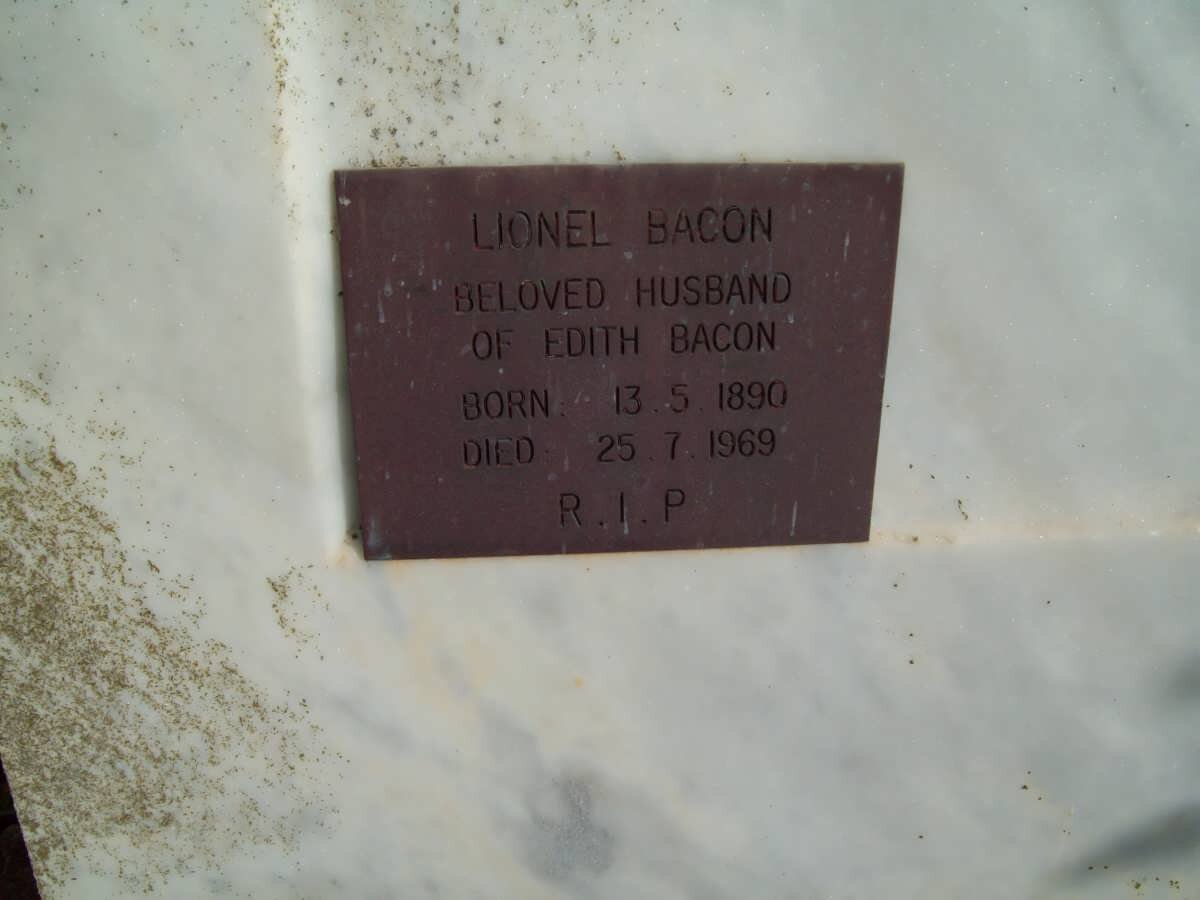 LIONEL BACON
BELOVED HUSBAND
OF EDITH BACON
BORN: 13.5.1890
DIED: 25.7.1969
R.I.P